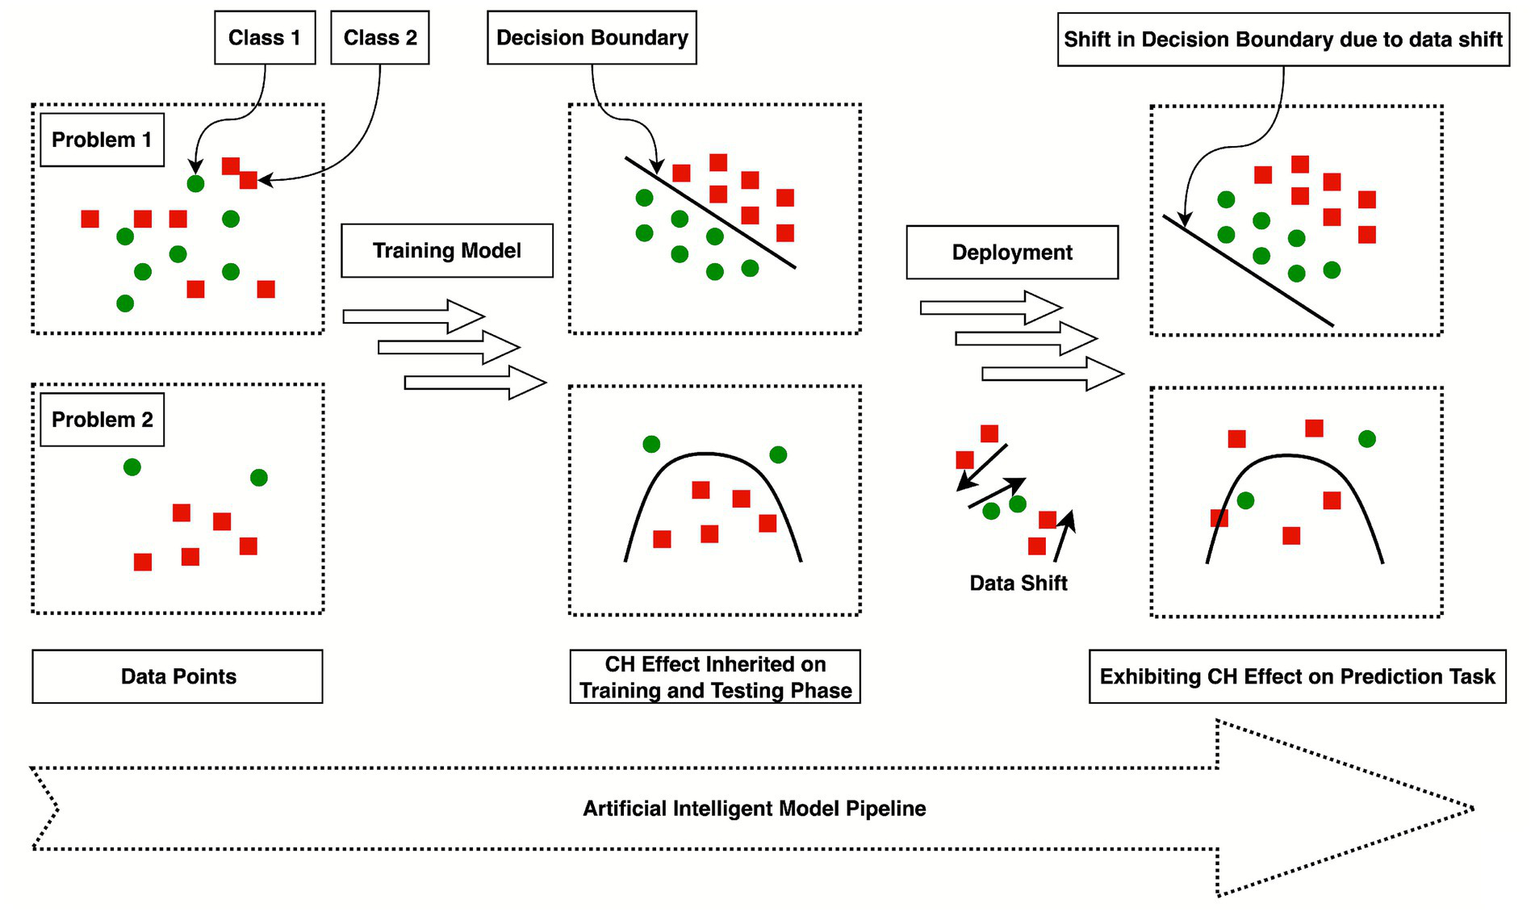 Class 1
Class 2
Decision Boundary
Shift in Decision Boundary due to data shift
Problem 1
Training Model
Deployment
Problem 2
Data Shift
Data Points
CH Effect Inherited on
Training and Testing Phase
Exhibiting CH Effect on Prediction Task
Artificial Intelligent Model Pipeline